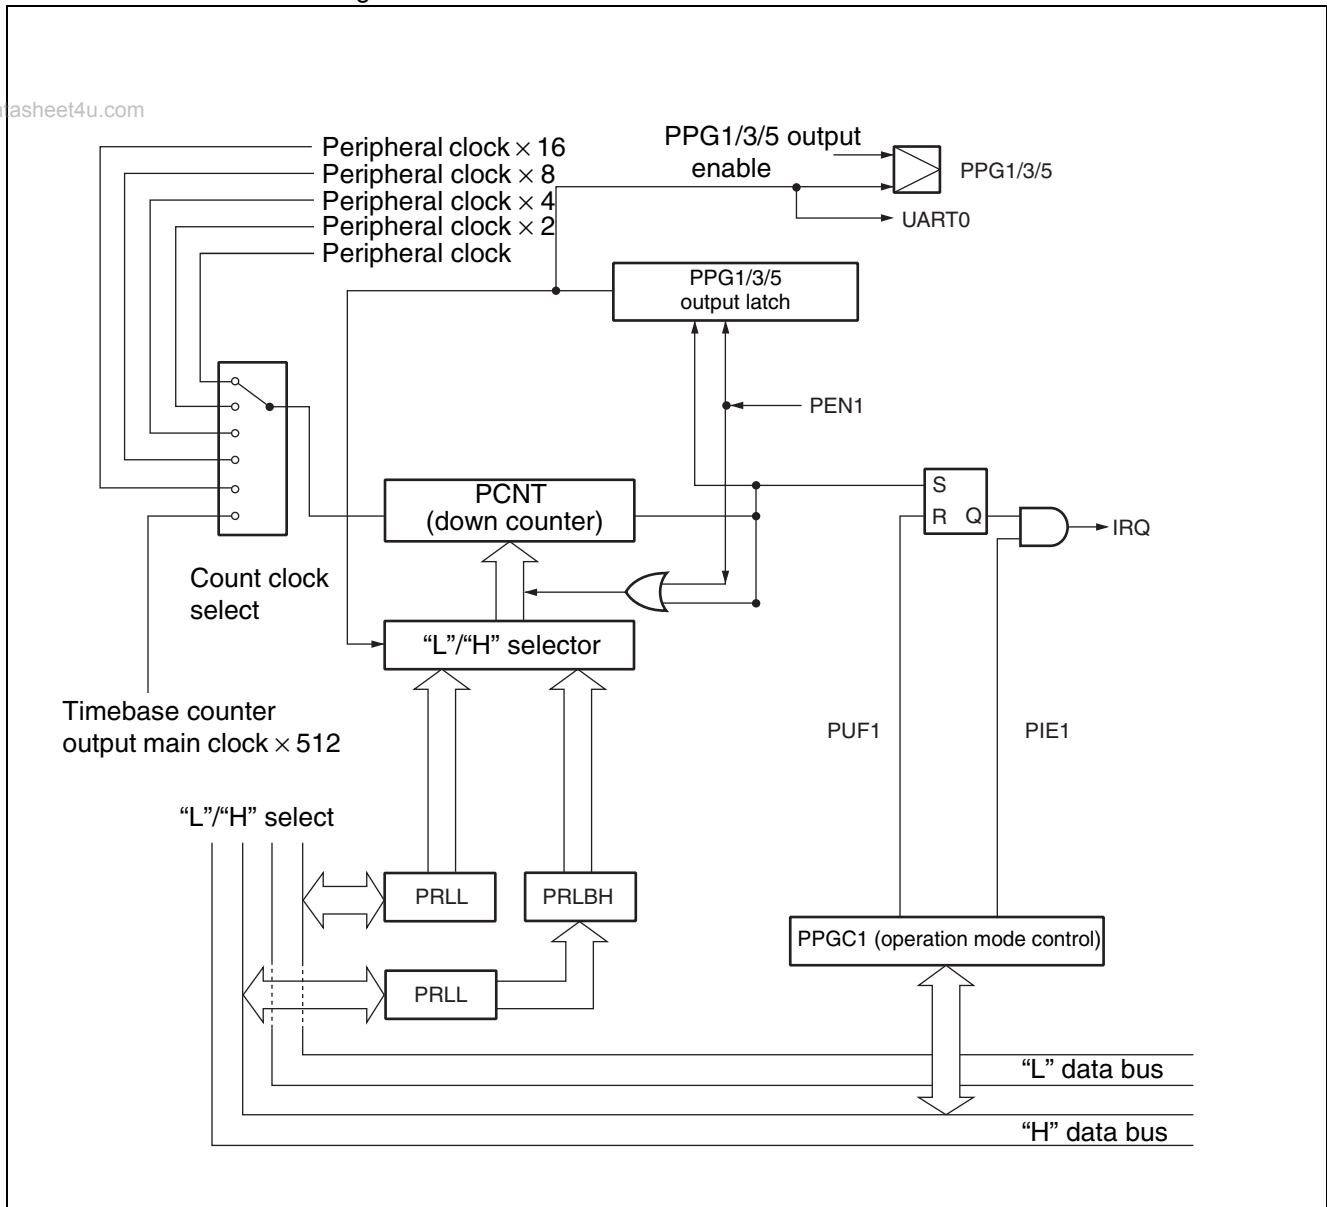 atasheet4u.com
Peripheral clock × 16
Peripheral clock × 8
Peripheral clock × 4
Peripheral clock × 2
Peripheral clock
PPG1/3/5 output
enable
PPG1/3/5
UART0
PPG1/3/5
output latch
PEN1
PCNT
(down counter)
S
R Q
IRQ
Count clock
select
“L”/“H” selector
Timebase counter
output main clock × 512
PUF1
PIE1
“L”/“H” select
PRLL
PRLBH
PPGC1 (operation mode control)
PRLL
“L” data bus
“H” data bus